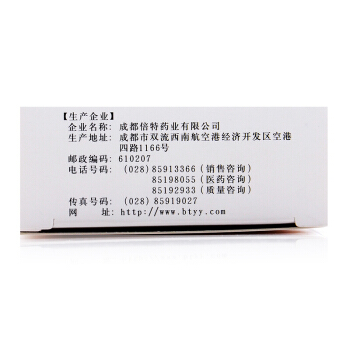 【生产企业】
企业名称: 成都倍特药业有限公司
生产地址: 成都市双流西南航空港经济开发区空港
四路1166号
邮政编码: 610207
电话号码: (028)85913366(销售咨询)
85198055(医药咨询)
85192933(质量咨询)
传真号码: (028)85919027
网 址: http://www.btyy.com